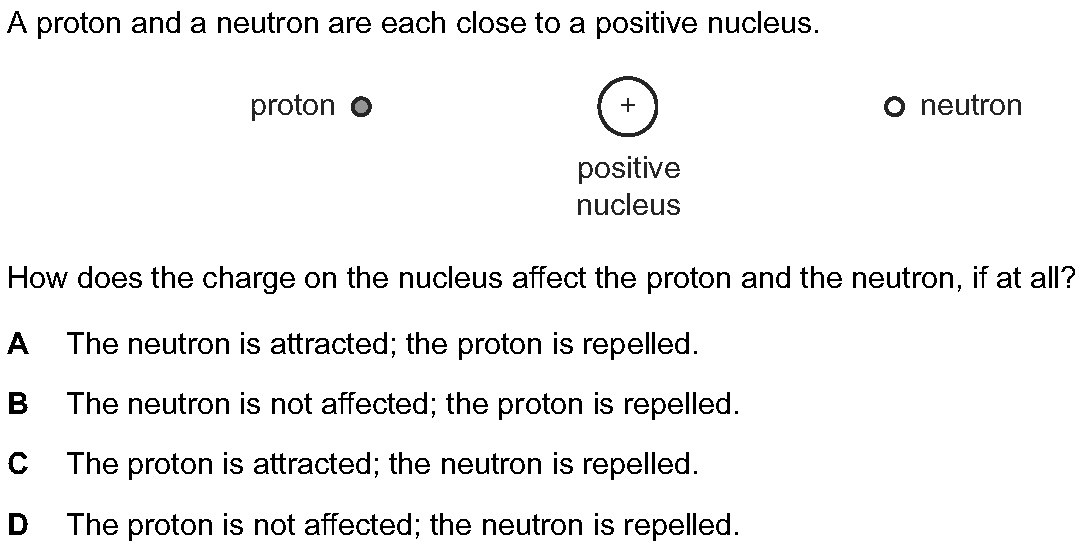 A proton and a neutron are each close to a positive nucleus.
proton + neutron
positive
nucleus
How does the charge on the nucleus affect the proton and the neutron, if at all?
A The neutron is attracted; the proton is repelled.
B The neutron is not affected; the proton is repelled.
C The proton is attracted; the neutron is repelled.
D The proton is not affected; the neutron is repelled.